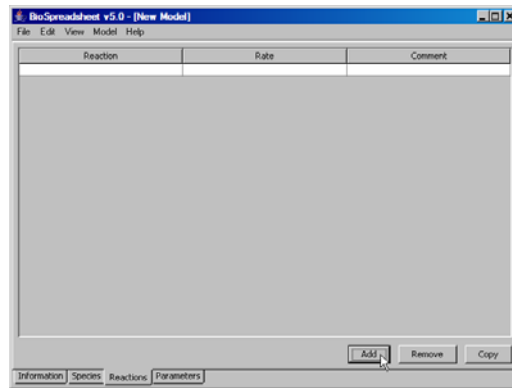 BioSpreadsheet v5.0 - [New Model]
File Edit View Model Help
Reaction Rate Comment
Add Remove Copy
Information Species Reactions Parameters